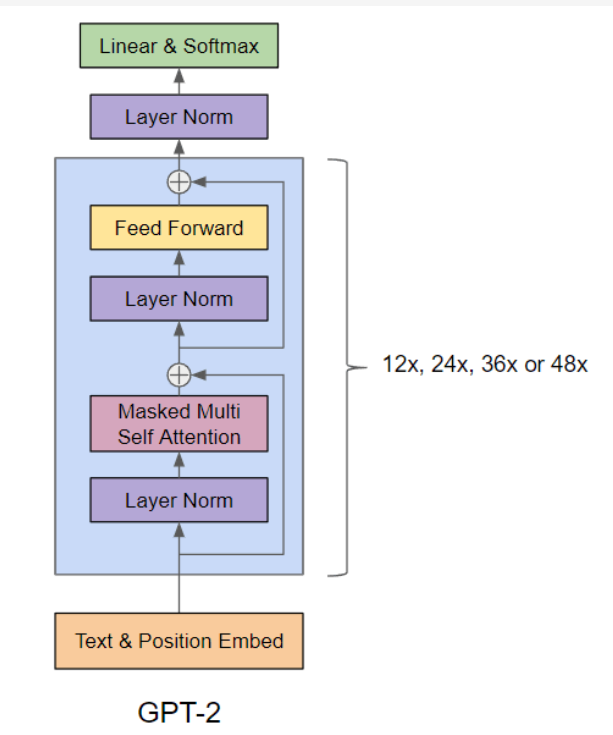 Linear & Softmax
Layer Norm
Feed Forward
Layer Norm
12x, 24x, 36x or 48x
Masked Multi
Self Attention
Layer Norm
Text & Position Embed
GPT-2